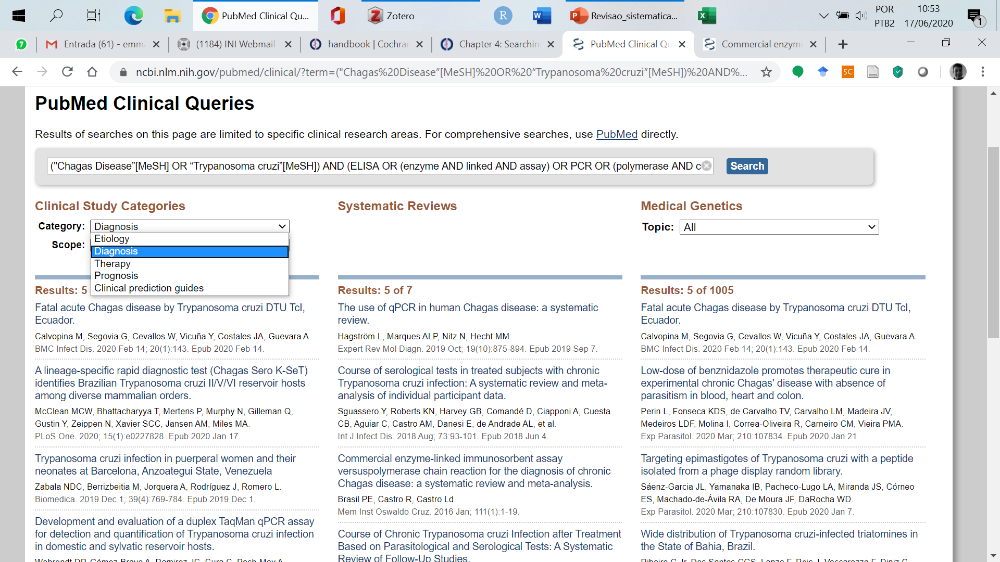 PubMed Clinical Qu...
Zotero
Revisao_sistematica...
POR
PTB2
10:53
17/06/2020
1
7
Entrada (61) - emm
(1184) INI Webmail
handbook | Cochra
Chapter 4: Searchin
PubMed Clinical Qu
Commercial enzyme
ncbi.nlm.nih.gov/pubmed/clinical/?term=("Chagas%20Disease”[MeSH]%20OR%20“Trypanosoma%20cruzi”[MeSH])%20AND%...
SC
PubMed Clinical Queries
Results of searches on this page are limited to specific clinical research areas. For comprehensive searches, use PubMed directly.
("Chagas Disease”[MeSH] OR “Trypanosoma cruzi”[MeSH]) AND (ELISA OR (enzyme AND linked AND assay) OR PCR OR (polymerase AND c
Search
Clinical Study Categories
Category: Diagnosis
Scope:
Etiology
Diagnosis
Therapy
Prognosis
Clinical prediction guides
Results: 5
Fatal acute Chagas disease by Trypanosoma cruzi DTU TcI,
Ecuador.
Calvopina M, Segovia G, Cevallos W, Vicuña Y, Costales JA, Guevara A.
BMC Infect Dis. 2020 Feb 14; 20(1):143. Epub 2020 Feb 14.
A lineage-specific rapid diagnostic test (Chagas Sero K-SeT)
identifies Brazilian Trypanosoma cruzi II/V/VI reservoir hosts
among diverse mammalian orders.
McClean MCW, Bhattacharyya T, Mertens P, Murphy N, Gilleman Q,
Gustin Y, Zeippen N, Xavier SCC, Jansen AM, Miles MA.
PLoS One. 2020; 15(1):e0227828. Epub 2020 Jan 17.
Trypanosoma cruzi infection in puerperal women and their
neonates at Barcelona, Anzoategui State, Venezuela
Zabala NDC, Berrizbeitia M, Jorquera A, Rodríguez J, Romero L.
Biomedica. 2019 Dec 1; 39(4):769-784. Epub 2019 Dec 1.
Development and evaluation of a duplex TaqMan qPCR assay
for detection and quantification of Trypanosoma cruzi infection
in domestic and sylvatic reservoir hosts.
Wehrendt DP, Gómez-Bravo A, Ramirez JC, Cura C, Pech-May A,
Systematic Reviews
Results: 5 of 7
The use of qPCR in human Chagas disease: a systematic
review.
Hagström L, Marques ALP, Nitz N, Hecht MM.
Expert Rev Mol Diagn. 2019 Oct; 19(10):875-894. Epub 2019 Sep 7.
Course of serological tests in treated subjects with chronic
Trypanosoma cruzi infection: A systematic review and meta-
analysis of individual participant data.
Sguassero Y, Roberts KN, Harvey GB, Comandé D, Ciapponi A, Cuesta
CB, Aguiar C, Castro AM, Danesi E, de Andrade AL, et al.
Int J Infect Dis. 2018 Aug; 73:93-101. Epub 2018 Jun 4.
Commercial enzyme-linked immunosorbent assay
versuspolymerase chain reaction for the diagnosis of chronic
Chagas disease: a systematic review and meta-analysis.
Brasil PE, Castro R, Castro Ld.
Mem Inst Oswaldo Cruz. 2016 Jan; 111(1):1-19.
Course of Chronic Trypanosoma cruzi Infection after Treatment
Based on Parasitological and Serological Tests: A Systematic
Review of Follow-Up Studies.
Medical Genetics
Topic: All
Results: 5 of 1005
Fatal acute Chagas disease by Trypanosoma cruzi DTU TcI,
Ecuador.
Calvopina M, Segovia G, Cevallos W, Vicuña Y, Costales JA, Guevara A.
BMC Infect Dis. 2020 Feb 14; 20(1):143. Epub 2020 Feb 14.
Low-dose of benznidazole promotes therapeutic cure in
experimental chronic Chagas' disease with absence of
parasitism in blood, heart and colon.
Perin L, Fonseca KDS, de Carvalho TV, Carvalho LM, Madeira JV,
Medeiros LDF, Molina I, Correa-Oliveira R, Carneiro CM, Vieira PMA.
Exp Parasitol. 2020 Mar; 210:107834. Epub 2020 Jan 21.
Targeting epimastigotes of Trypanosoma cruzi with a peptide
isolated from a phage display random library.
Sáenz-Garcia JL, Yamanaka IB, Pacheco-Lugo LA, Miranda JS, Córneo
ES, Machado-de-Ávila RA, De Moura JF, DaRocha WD.
Exp Parasitol. 2020 Mar; 210:107830. Epub 2020 Jan 7.
Wide distribution of Trypanosoma cruzi-infected triatomines in
the State of Bahia, Brazil.